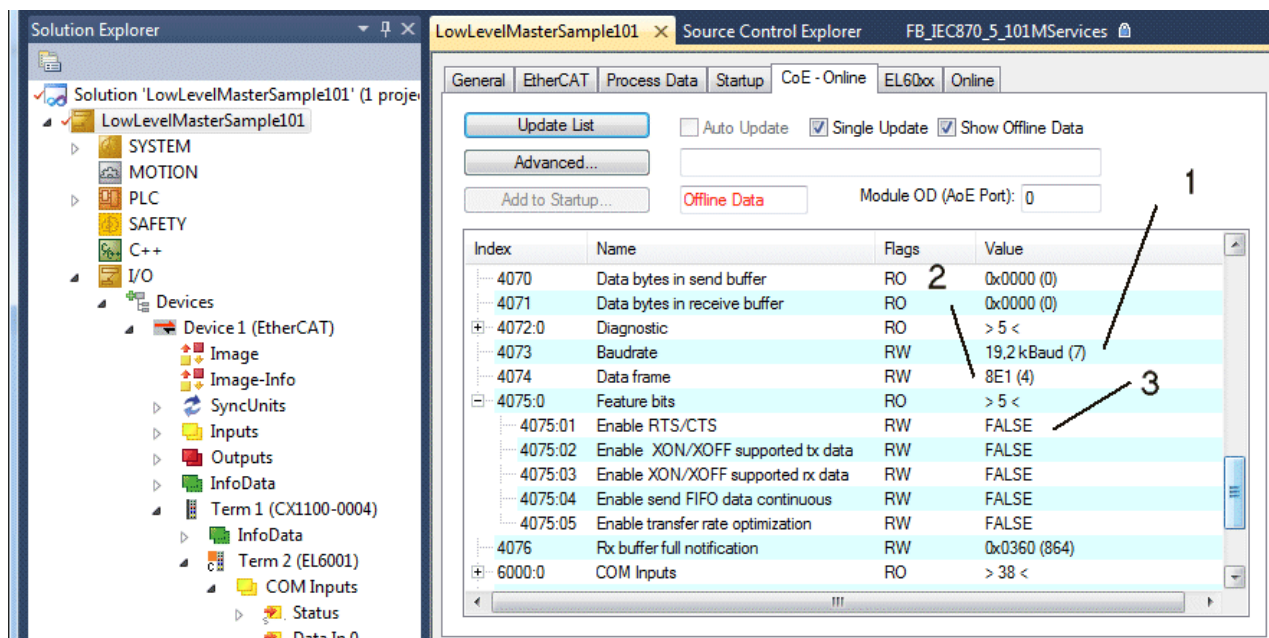 Solution Explorer
Solution 'LowLevelMasterSample101' (1 proje
LowLevelMasterSample101
SYSTEM
MOTION
PLC
SAFETY
C++
I/O
Devices
Device 1 (EtherCAT)
Image
Image-Info
SyncUnits
Inputs
Outputs
InfoData
Term 1 (CX1100-0004)
InfoData
Term 2 (EL6001)
COM Inputs
Status
Data In 0
LowLevelMasterSample101 Source Control Explorer FB_IEC870_5_101MServices
General EtherCAT Process Data Startup CoE - Online EL60xx Online
Update List Auto Update Single Update Show Offline Data
Advanced...
Add to Startup... Offline Data Module OD (AoE Port): 0
1
Index Name Flags Value
4070 Data bytes in send buffer RO 0x0000 (0)
2
4071 Data bytes in receive buffer RO 0x0000 (0)
4072:0 Diagnostic RO > 5 <
4073 Baudrate RW 19,2 kBaud (7)
4074 Data frame RW 8E1 (4)
3
4075:0 Feature bits RO > 5 <
4075:01 Enable RTS/CTS RW FALSE
4075:02 Enable XON/XOFF supported tx data RW FALSE
4075:03 Enable XON/XOFF supported rx data RW FALSE
4075:04 Enable send FIFO data continuous RW FALSE
4075:05 Enable transfer rate optimization RW FALSE
4076 Rx buffer full notification RW 0x0360 (864)
6000:0 COM Inputs RO > 38 <